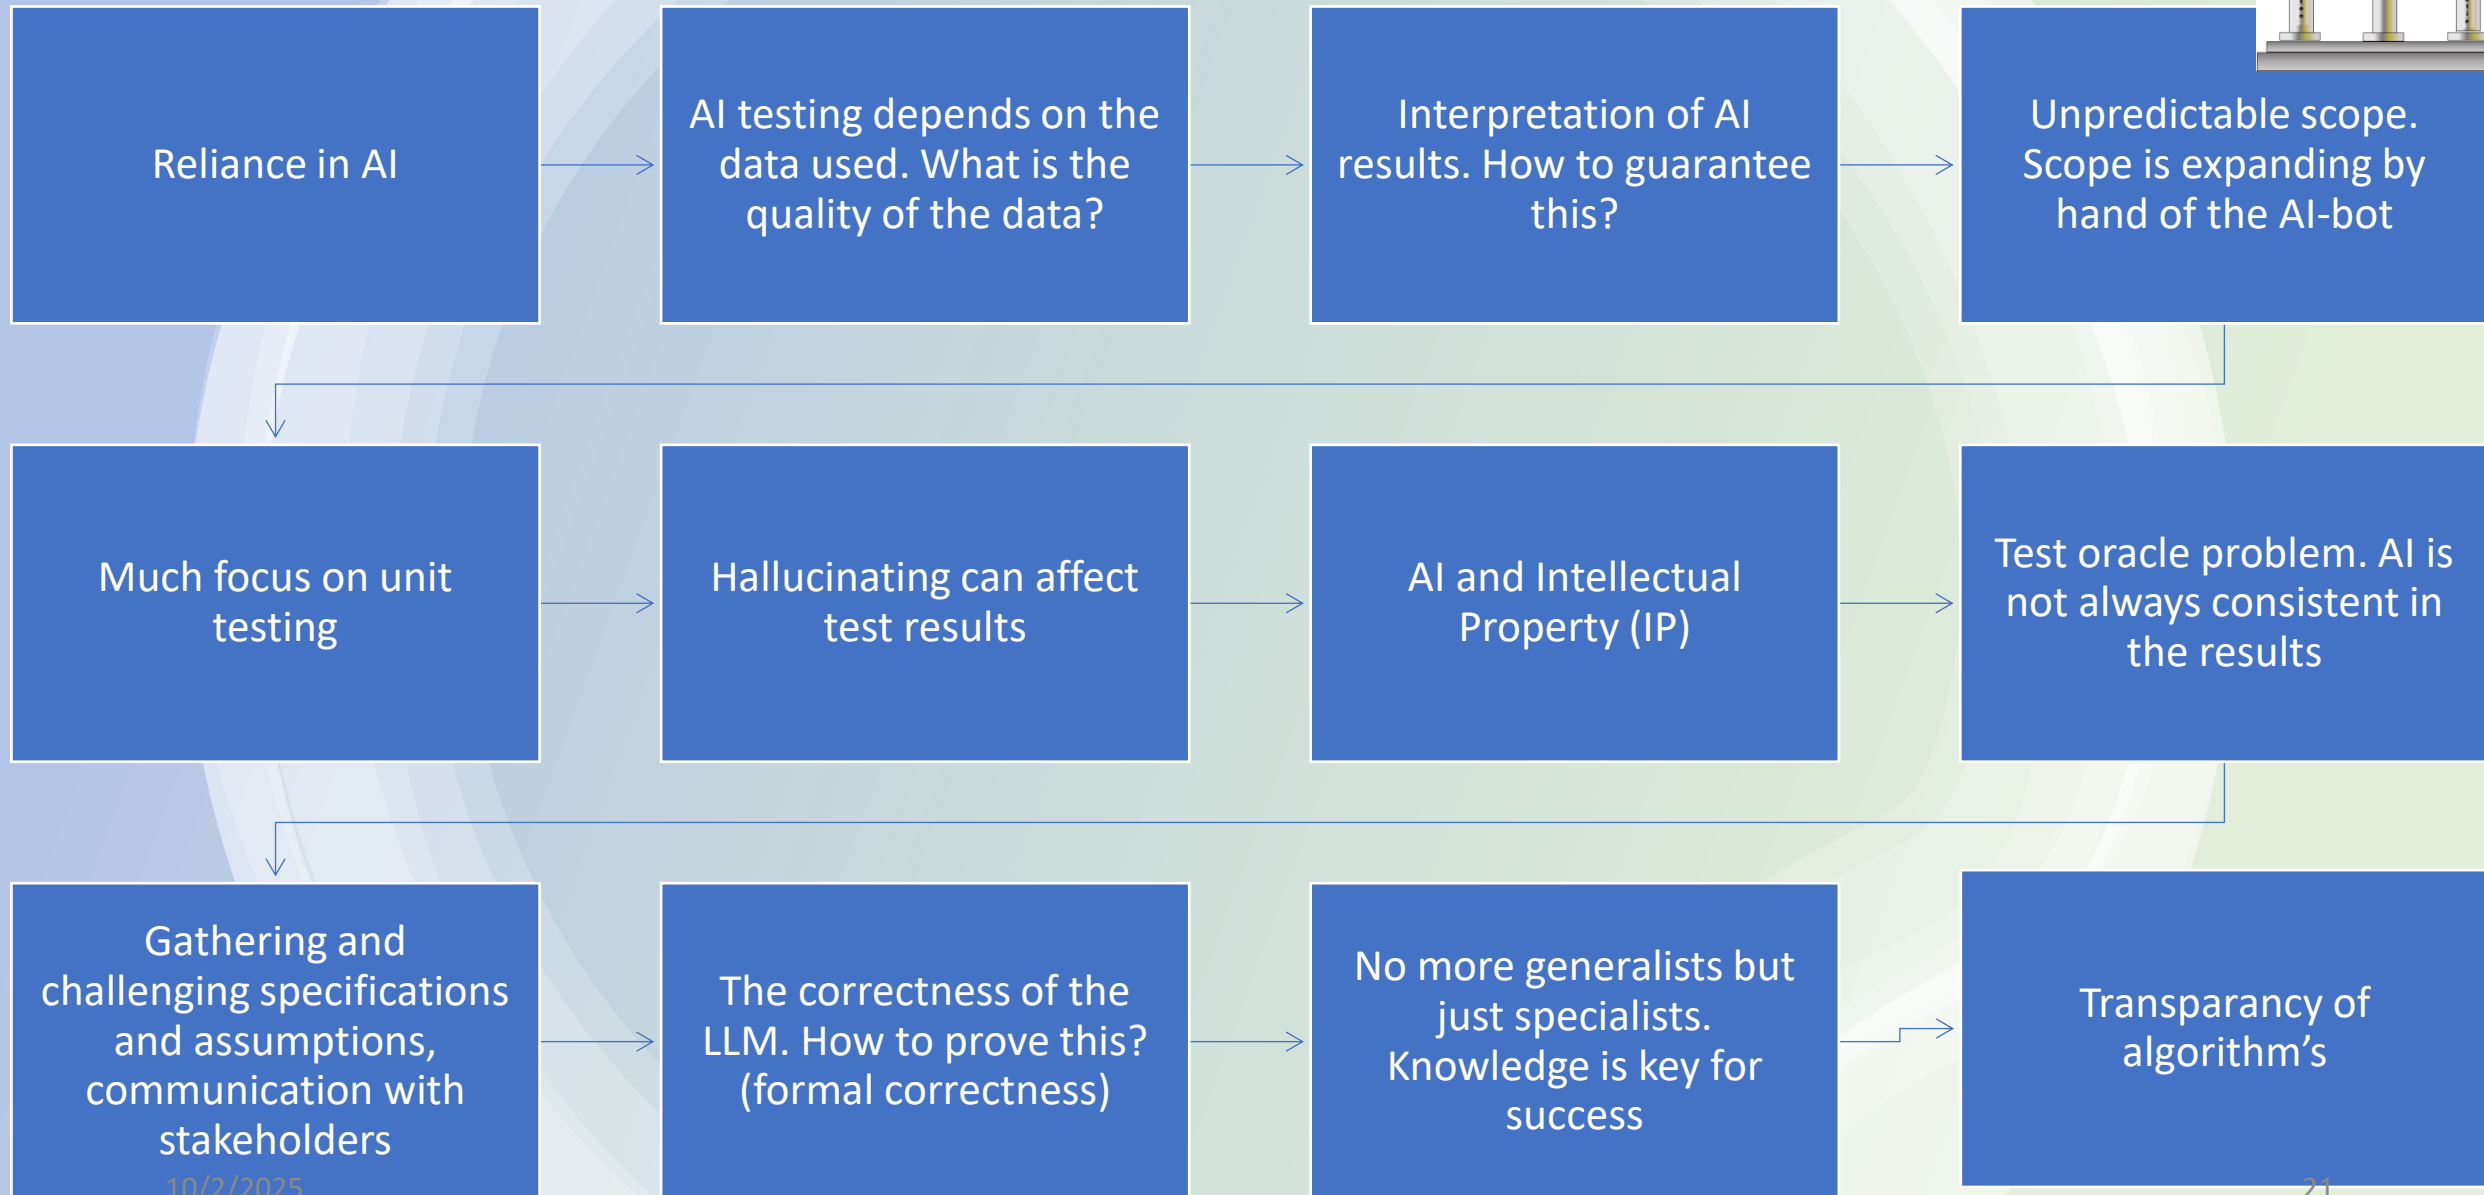 Reliance in AI
AI testing depends on the
data used. What is the
quality of the data?
Interpretation of AI
results. How to guarantee
this?
Unpredictable scope.
Scope is expanding by
hand of the AI-bot
Much focus on unit
testing
Hallucinating can affect
test results
AI and Intellectual
Property (IP)
Test oracle problem. AI is
not always consistent in
the results
Gathering and
challenging specifications
and assumptions,
communication with
stakeholders
The correctness of the
LLM. How to prove this?
(formal correctness)
No more generalists but
just specialists.
Knowledge is key for
success
Transparancy of
algorithm's
10/2/2025
21